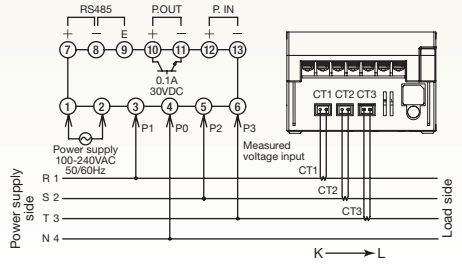 RS485 P.OUT P. IN
+ − E + − + −
7 8 9 10 11 12 13
0.1A
30VDC
1 2 3 4 5 6
P1 P0 P2 P3
Power supply
100-240VAC
50/60Hz
Measured
voltage input
CT1 CT2 CT3
CT1
CT2
CT3
Power supply
side
R 1
S 2
T 3
N 4
Load side
K L